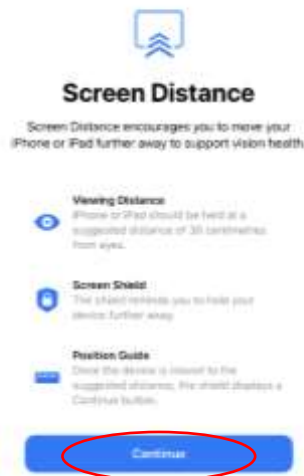 Screen Distance
Screen Distance encourages you to move your
iPhone or iPad further away to support vision health.
Viewing Distance
iPhone or iPad should be held at a
suggested distance of 30 centimetres
from eyes.
Screen Shield
The shield reminds you to hold your
device further away.
Position Guide
Once the device is moved to the
suggested distance, the shield displays a
Continue button.
Continue